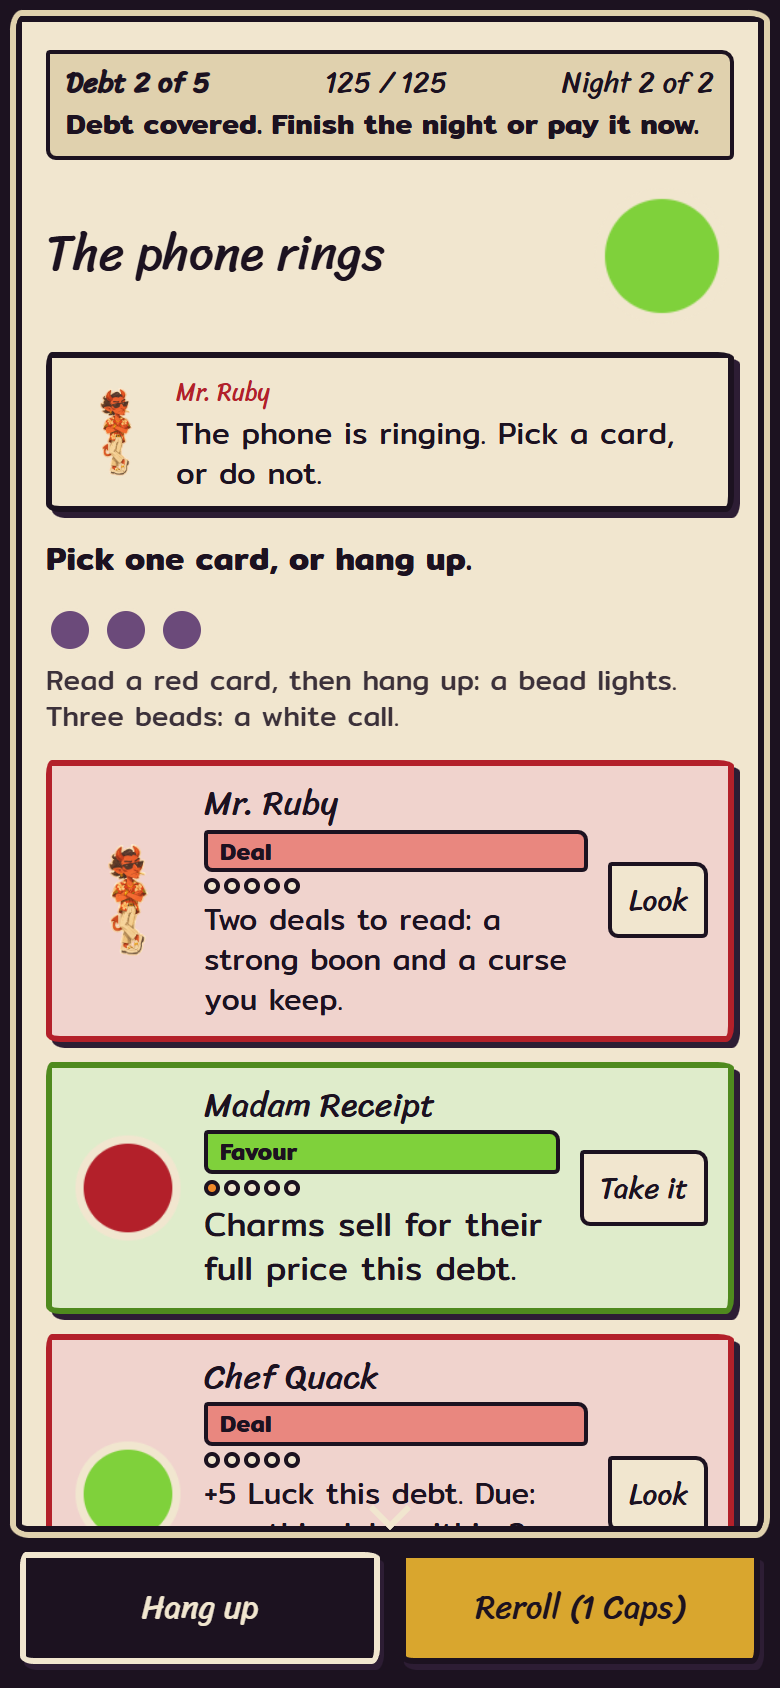 Debt 2 of 5 125 / 125 Night 2 of 2
Debt covered. Finish the night or pay it now.
The phone rings
Mr. Ruby
The phone is ringing. Pick a card,
or do not.
Pick one card, or hang up.
Read a red card, then hang up: a bead lights.
Three beads: a white call.
Mr. Ruby
Deal
Two deals to read: a
strong boon and a curse
you keep.
Look
Madam Receipt
Favour
Charms sell for their
full price this debt.
Take it
Chef Quack
Deal
+5 Luck this debt. Due:
Look
Hang up
Reroll (1 Caps)